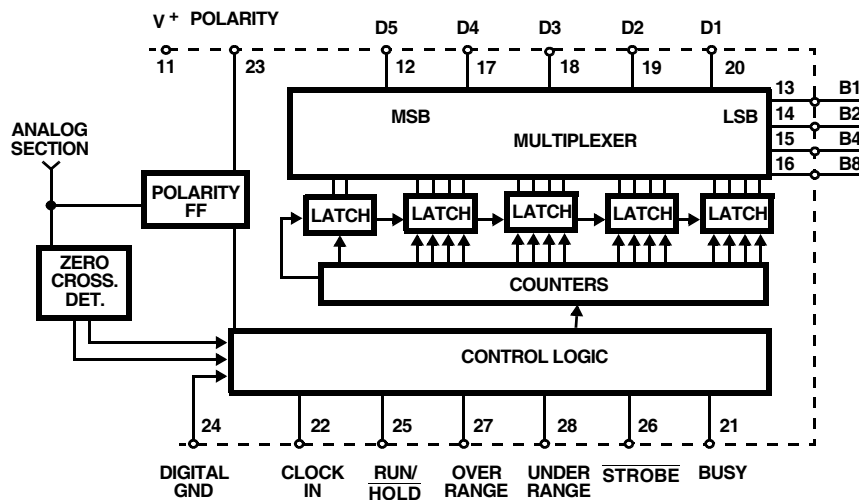 V+ POLARITY D5 D4 D3 D2 D1
11 23 12 17 18 19 20
13 B1
MSB LSB 14 B2
MULTIPLEXER 15 B4
16 B8
ANALOG
SECTION
POLARITY
FF
LATCH LATCH LATCH LATCH LATCH
ZERO
CROSS.
DET.
COUNTERS
CONTROL LOGIC
24 22 25 27 28 26 21
DIGITAL
GND
CLOCK
IN
RUN/
HOLD
OVER
RANGE
UNDER
RANGE
STROBE
BUSY